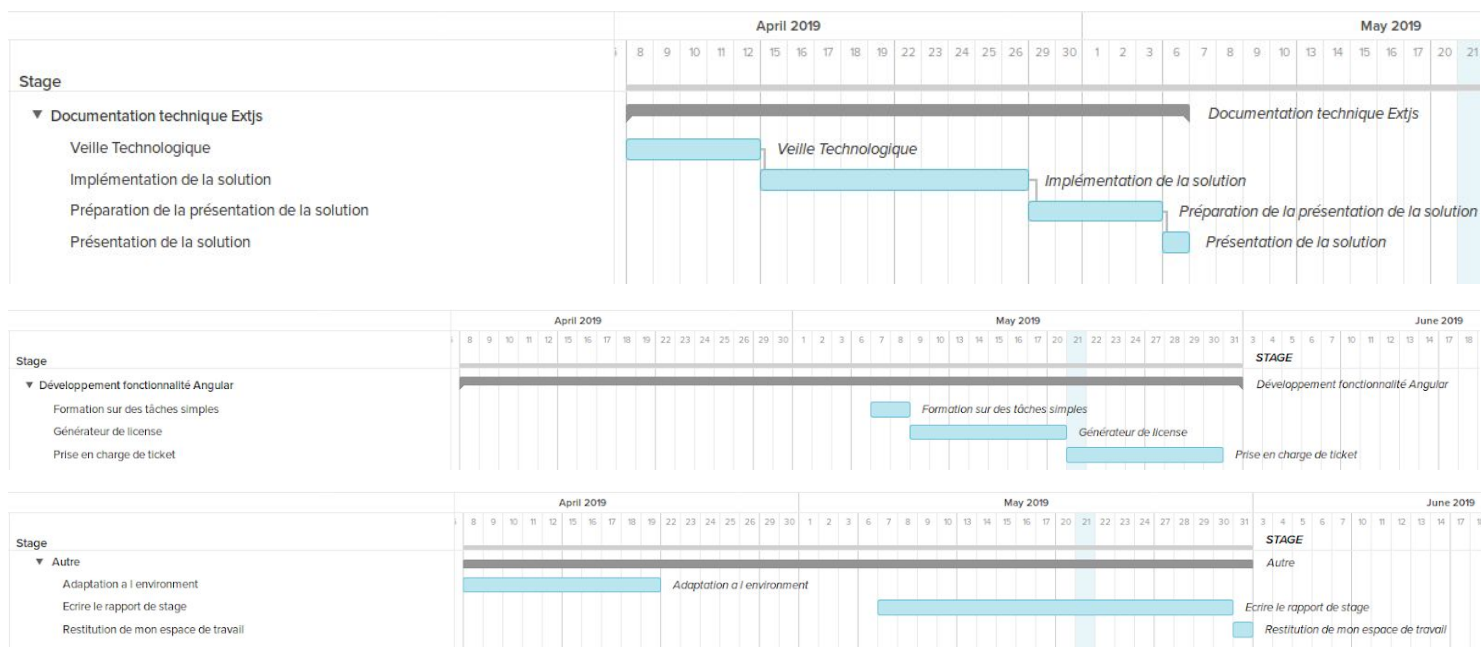 April 2019 May 2019
8 9 10 11 12 15 16 17 18 19 22 23 24 25 26 29 30 1 2 3 6 7 8 9 10 13 14 15 16 17 20 21
Stage
▼ Documentation technique Extjs Documentation technique Extjs
Veille Technologique Veille Technologique
Implémentation de la solution Implémentation de la solution
Préparation de la présentation de la solution Préparation de la présentation de la solution
Présentation de la solution Présentation de la solution
April 2019 May 2019 June 2019
8 9 10 11 12 15 16 17 18 19 22 23 24 25 26 29 30 1 2 3 6 7 8 9 10 13 14 15 16 17 20 21 22 23 24 27 28 29 30 31 3 4 5 6 7 10 11 12 13 14 17 18
Stage STAGE
▼ Développement fonctionnalité Angular Développement fonctionnalité Angular
Formation sur des tâches simples Formation sur des tâches simples
Générateur de license Générateur de license
Prise en charge de ticket Prise en charge de ticket
April 2019 May 2019 June 2019
8 9 10 11 12 15 16 17 18 19 22 23 24 25 26 29 30 1 2 3 6 7 8 9 10 13 14 15 16 17 20 21 22 23 24 27 28 29 30 31 3 4 5 6 7 10 11 12 13 14 17
Stage STAGE
▼ Autre Autre
Adaptation a l environment Adaptation a l environment
Ecrire le rapport de stage Ecrire le rapport de stage
Restitution de mon espace de travail Restitution de mon espace de travail